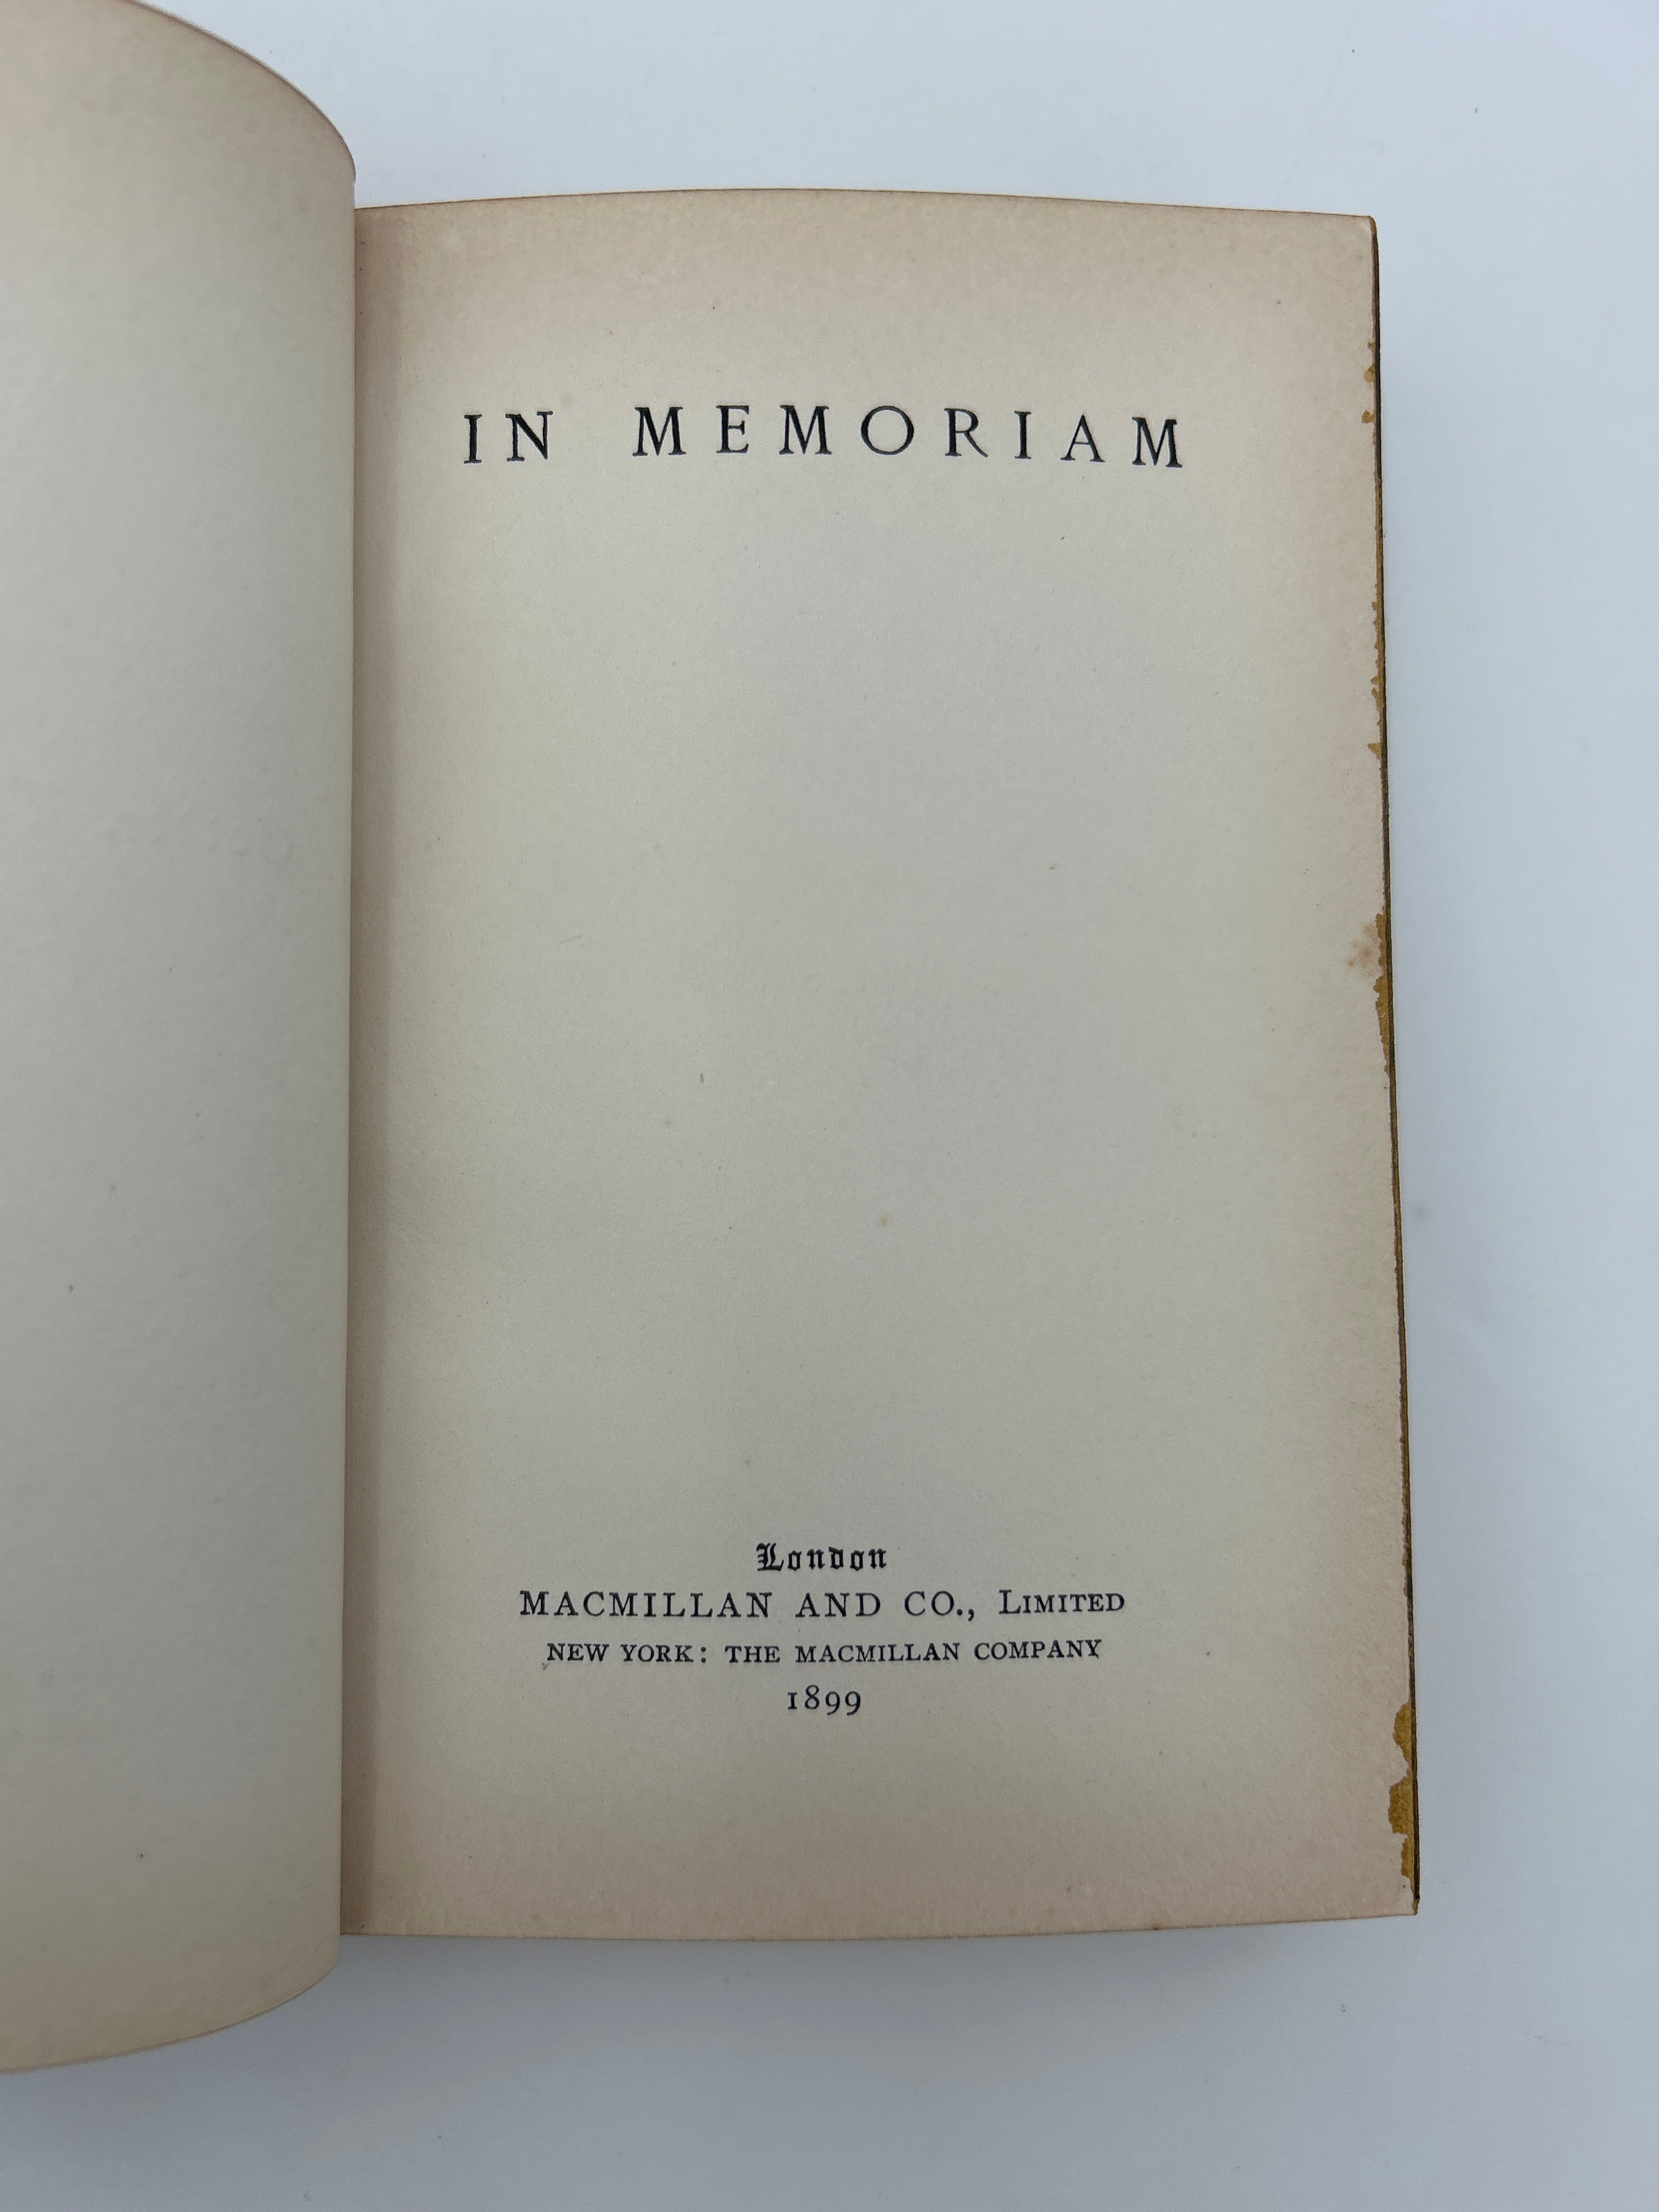 IN MEMORIAM
London
MACMILLAN AND CO., LIMITED
NEW YORK: THE MACMILLAN COMPANY
1899